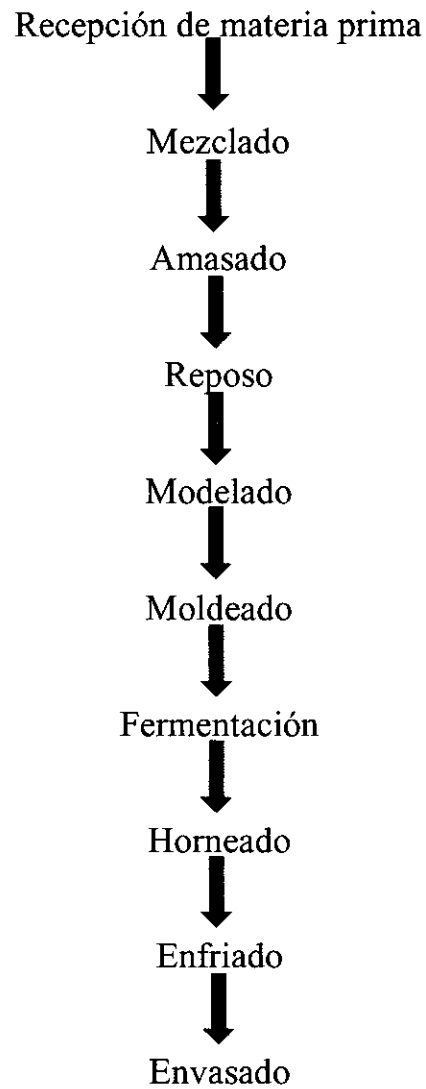 Recepción de materia prima
Mezclado
Amasado
Reposo
Modelado
Moldeado
Fermentación
Horneado
Enfriado
Envasado